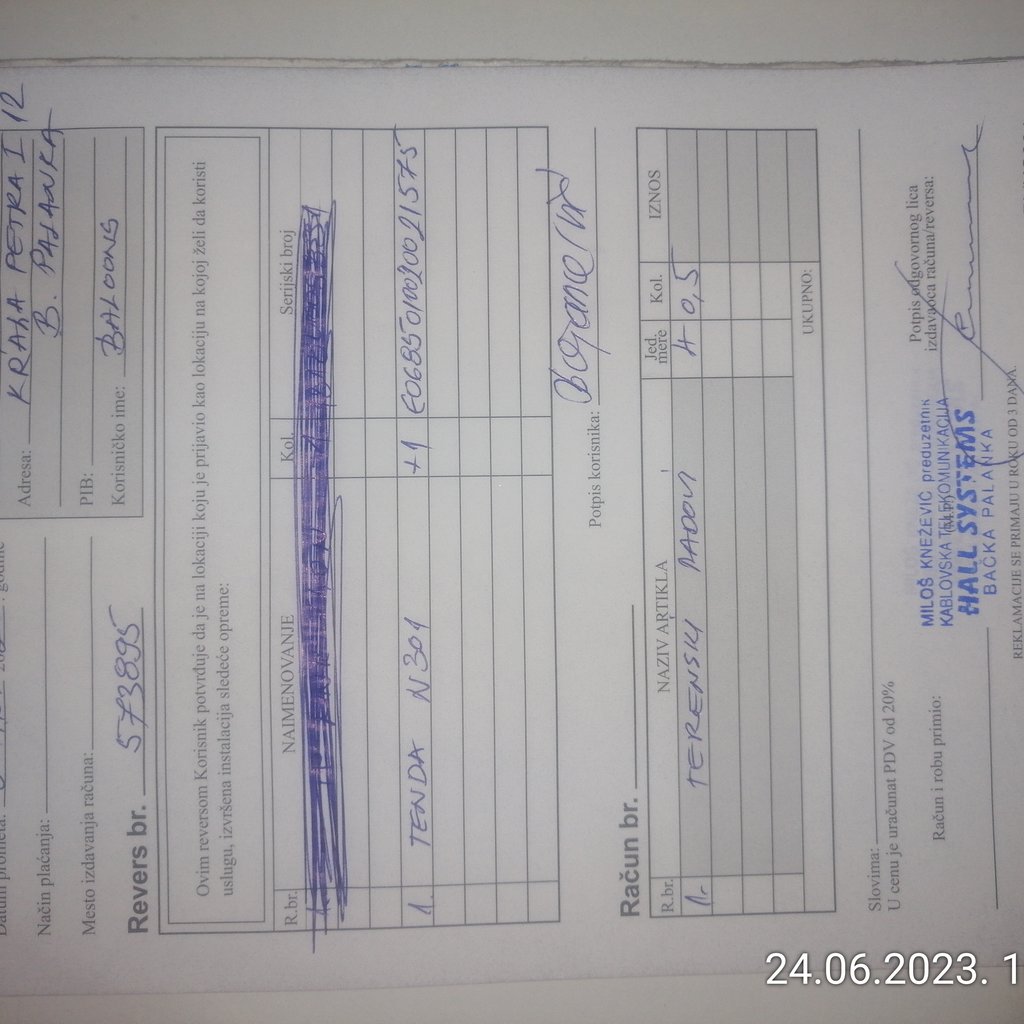 Adresa: KRALA PETRA I 12
B. PALANKA
PIB:
Korisničko ime: BALOONS
godine
Način plaćanja:
Mesto izdavanja računa:
Revers br. 573895
Ovim reversom Korisnik potvrđuje da je na lokaciji koju je prijavio kao lokaciju na kojoj želi da koristi
uslugu, izvršena instalacija sledeće opreme:
R.br. NAIMENOVANJE Kol. Serijski broj
1. TENDA N301 +1 E0685010020021575
Potpis korisnika:
Račun br.
R.br. NAZIV ARTIKLA Jed. mere Kol. IZNOS
1. TERENSKI RADOVI H 0,5
UKUPNO:
Slovima:
U cenu je uračunat PDV od 20%
Račun i robu primio:
Potpis odgovornog lica
izdavaoca računa/reversa:
MILOŠ KNEŽEVIĆ preduzetnik
KABLOVSKA TELEKOMUNIKACIJA
HALL SYSTEMS
BAČKA PALANKA
REKLAMACIJE SE PRIMAJU U ROKU OD 3 DANA.
24.06.2023. 1